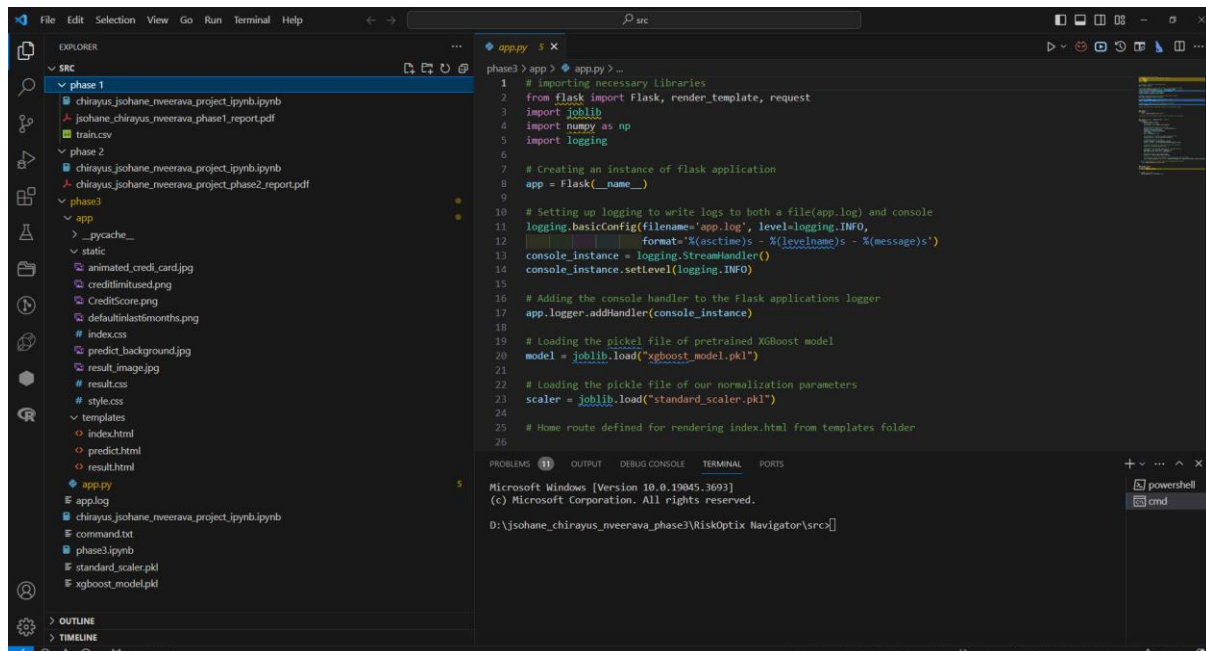 File Edit Selection View Go Run Terminal Help
src
EXPLORER
SRC
phase 1
chirayus_jsohane_nveerava_project_ipynb.ipynb
jsohane_chirayus_nveerava_phase1_report.pdf
train.csv
phase 2
chirayus_jsohane_nveerava_project_ipynb.ipynb
chirayus_jsohane_nveerava_project_phase2_report.pdf
phase3
app
__pycache__
static
animated_credi_card.jpg
creditlimitused.png
CreditScore.png
defaultinlast6months.png
# index.css
predict_background.jpg
result_image.jpg
# result.css
# style.css
templates
<> index.html
<> predict.html
<> result.html
app.py 5
app.log
chirayus_jsohane_nveerava_project_ipynb.ipynb
command.txt
phase3.ipynb
standard_scaler.pkl
xgboost_model.pkl
OUTLINE
TIMELINE
app.py 5
phase3 > app > app.py > ...
1 # importing necessary Libraries
2 from flask import Flask, render_template, request
3 import joblib
4 import numpy as np
5 import logging
6
7 # Creating an instance of flask application
8 app = Flask(__name__)
9
10 # Setting up logging to write logs to both a file(app.log) and console
11 logging.basicConfig(filename='app.log', level=logging.INFO,
12 format='%(asctime)s - %(levelname)s - %(message)s')
13 console_instance = logging.StreamHandler()
14 console_instance.setLevel(logging.INFO)
15
16 # Adding the console handler to the Flask applications logger
17 app.logger.addHandler(console_instance)
18
19 # Loading the pickel file of pretrained XGBoost model
20 model = joblib.load("xgboost_model.pkl")
21
22 # Loading the pickle file of our normalization parameters
23 scaler = joblib.load("standard_scaler.pkl")
24
25 # Home route defined for rendering index.html from templates folder
26
PROBLEMS 11 OUTPUT DEBUG CONSOLE TERMINAL PORTS
Microsoft Windows [Version 10.0.19045.3693]
(c) Microsoft Corporation. All rights reserved.
D:\jsohane_chirayus_nveerava_phase3\RiskOptix Navigator\src>
powershell
cmd